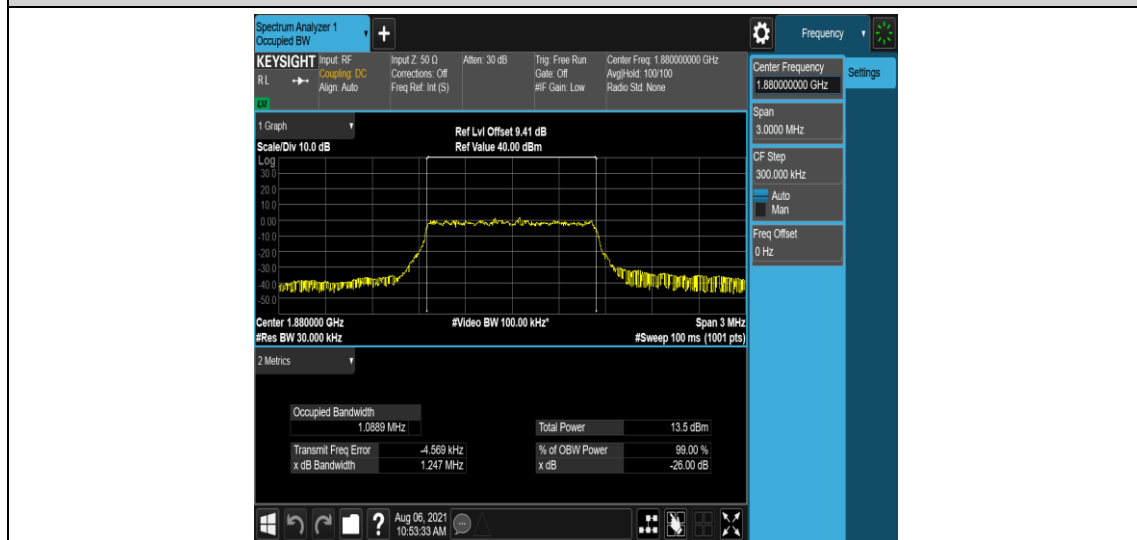 Spectrum Analyzer 1
Occupied BW
+
Frequency
KEYSIGHT
R L
LXI
Input: RF
Coupling: DC
Align: Auto
Input Z: 50 Ω
Corrections: Off
Freq Ref: Int (S)
Atten: 30 dB
Trig: Free Run
Gate: Off
#IF Gain: Low
Center Freq: 1.880000000 GHz
Avg|Hold: 100/100
Radio Std: None
Center Frequency
1.880000000 GHz
Settings
Span
3.0000 MHz
CF Step
300.000 kHz
Auto
Man
Freq Offset
0 Hz
1 Graph
Scale/Div 10.0 dB
Ref Lvl Offset 9.41 dB
Ref Value 40.00 dBm
Log
30.0
20.0
10.0
0.00
-10.0
-20.0
-30.0
-40.0
-50.0
Center 1.880000 GHz
#Res BW 30.000 kHz
#Video BW 100.00 kHz*
Span 3 MHz
#Sweep 100 ms (1001 pts)
2 Metrics
Occupied Bandwidth
1.0889 MHz
Total Power 13.5 dBm
Transmit Freq Error -4.569 kHz
% of OBW Power 99.00 %
x dB Bandwidth 1.247 MHz
x dB -26.00 dB
?
Aug 06, 2021
10:53:33 AM